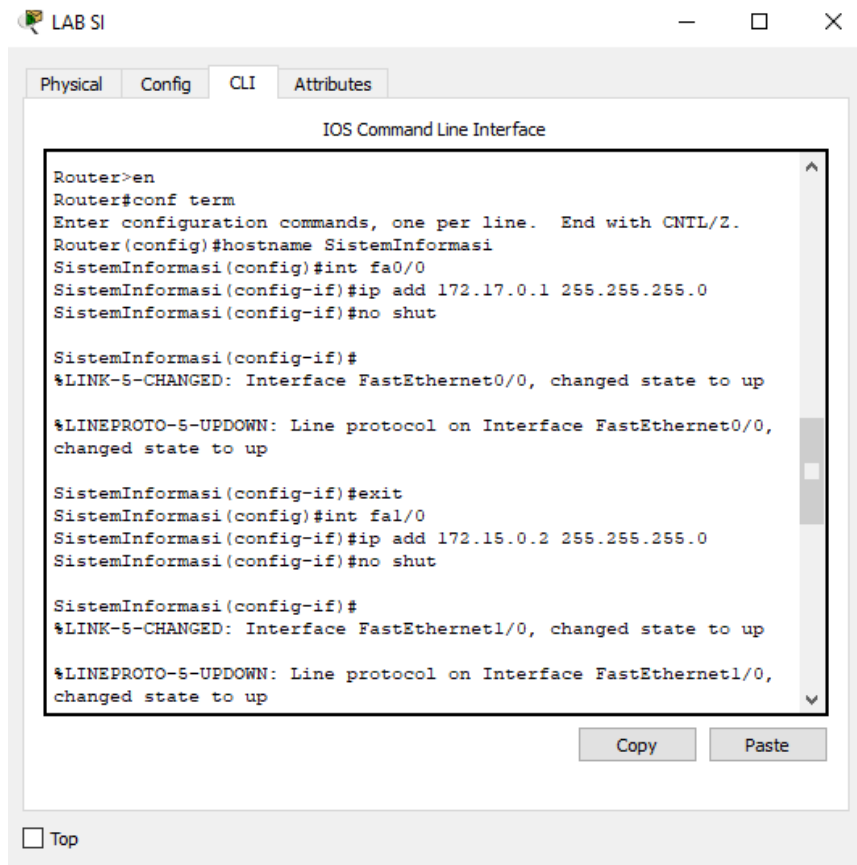 LAB SI
Physical Config CLI Attributes
IOS Command Line Interface
Router>en
Router#conf term
Enter configuration commands, one per line.  End with CNTL/Z.
Router(config)#hostname SistemInformasi
SistemInformasi(config)#int fa0/0
SistemInformasi(config-if)#ip add 172.17.0.1 255.255.255.0
SistemInformasi(config-if)#no shut
SistemInformasi(config-if)#
%LINK-5-CHANGED: Interface FastEthernet0/0, changed state to up
%LINEPROTO-5-UPDOWN: Line protocol on Interface FastEthernet0/0,
changed state to up
SistemInformasi(config-if)#exit
SistemInformasi(config)#int fa1/0
SistemInformasi(config-if)#ip add 172.15.0.2 255.255.255.0
SistemInformasi(config-if)#no shut
SistemInformasi(config-if)#
%LINK-5-CHANGED: Interface FastEthernet1/0, changed state to up
%LINEPROTO-5-UPDOWN: Line protocol on Interface FastEthernet1/0,
changed state to up
Copy Paste
Top